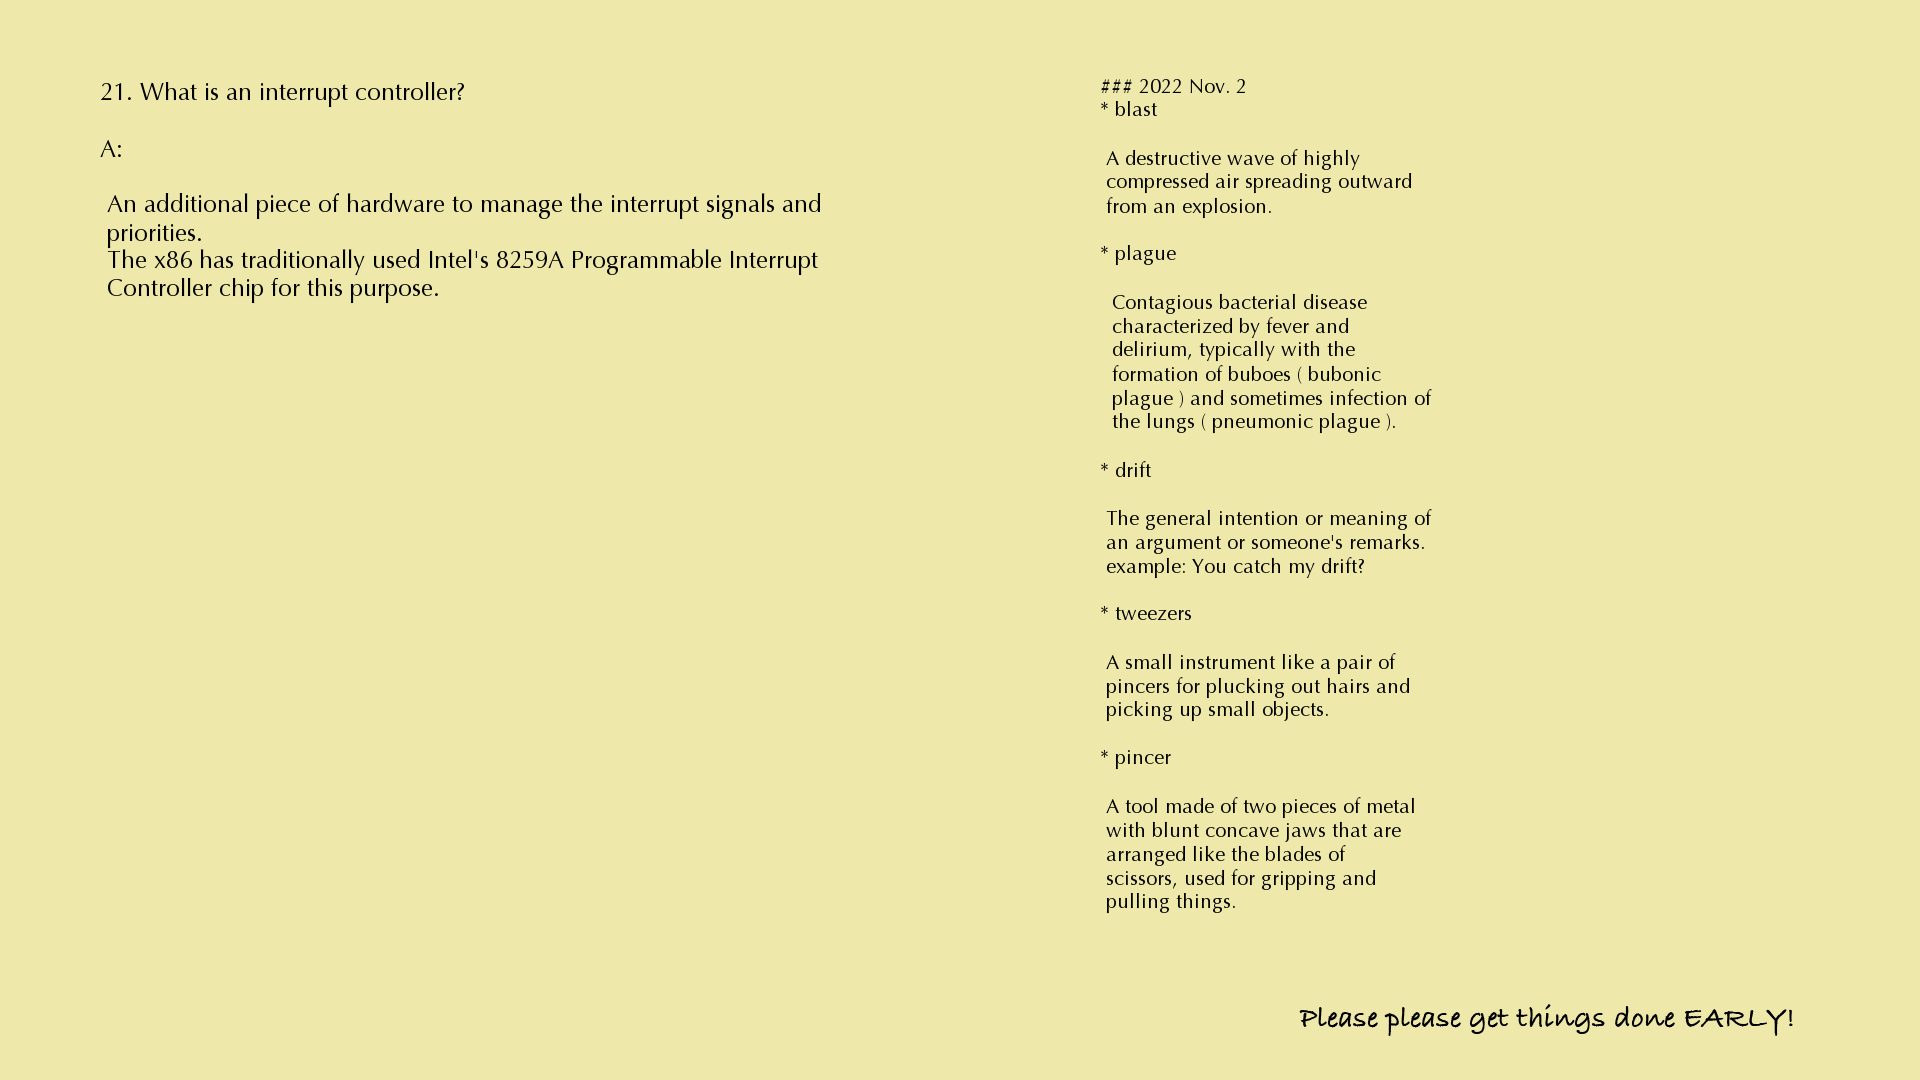 21. What is an interrupt controller?
A:
An additional piece of hardware to manage the interrupt signals and
priorities.
The x86 has traditionally used Intel's 8259A Programmable Interrupt
Controller chip for this purpose.
### 2022 Nov. 2
* blast
A destructive wave of highly
compressed air spreading outward
from an explosion.
* plague
Contagious bacterial disease
characterized by fever and
delirium, typically with the
formation of buboes ( bubonic
plague ) and sometimes infection of
the lungs ( pneumonic plague ).
* drift
The general intention or meaning of
an argument or someone's remarks.
example: You catch my drift?
* tweezers
A small instrument like a pair of
pincers for plucking out hairs and
picking up small objects.
* pincer
A tool made of two pieces of metal
with blunt concave jaws that are
arranged like the blades of
scissors, used for gripping and
pulling things.
Please please get things done EARLY!